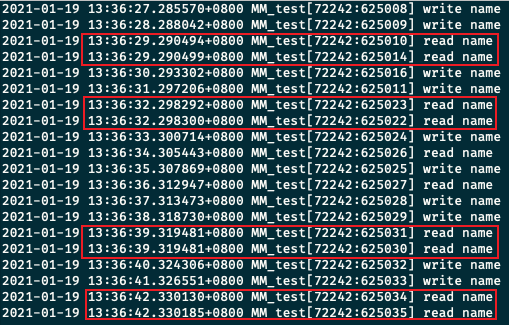 2021-01-19 13:36:27.285570+0800 MM_test[72242:625008] write name
2021-01-19 13:36:28.288042+0800 MM_test[72242:625009] write name
2021-01-19 13:36:29.290494+0800 MM_test[72242:625010] read name
2021-01-19 13:36:29.290499+0800 MM_test[72242:625014] read name
2021-01-19 13:36:30.293302+0800 MM_test[72242:625016] write name
2021-01-19 13:36:31.297206+0800 MM_test[72242:625011] write name
2021-01-19 13:36:32.298292+0800 MM_test[72242:625023] read name
2021-01-19 13:36:32.298300+0800 MM_test[72242:625022] read name
2021-01-19 13:36:33.300714+0800 MM_test[72242:625024] write name
2021-01-19 13:36:34.305443+0800 MM_test[72242:625026] read name
2021-01-19 13:36:35.307869+0800 MM_test[72242:625025] write name
2021-01-19 13:36:36.312947+0800 MM_test[72242:625027] read name
2021-01-19 13:36:37.313473+0800 MM_test[72242:625028] write name
2021-01-19 13:36:38.318730+0800 MM_test[72242:625029] write name
2021-01-19 13:36:39.319481+0800 MM_test[72242:625031] read name
2021-01-19 13:36:39.319481+0800 MM_test[72242:625030] read name
2021-01-19 13:36:40.324306+0800 MM_test[72242:625032] write name
2021-01-19 13:36:41.326551+0800 MM_test[72242:625033] write name
2021-01-19 13:36:42.330130+0800 MM_test[72242:625034] read name
2021-01-19 13:36:42.330185+0800 MM_test[72242:625035] read name